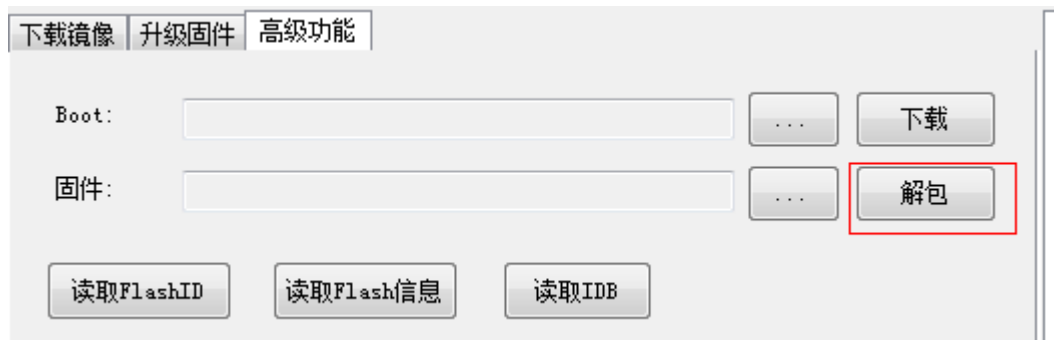 下载镜像 升级固件 高级功能
Boot: ... 下载
固件: ... 解包
读取FlashID 读取Flash信息 读取IDB